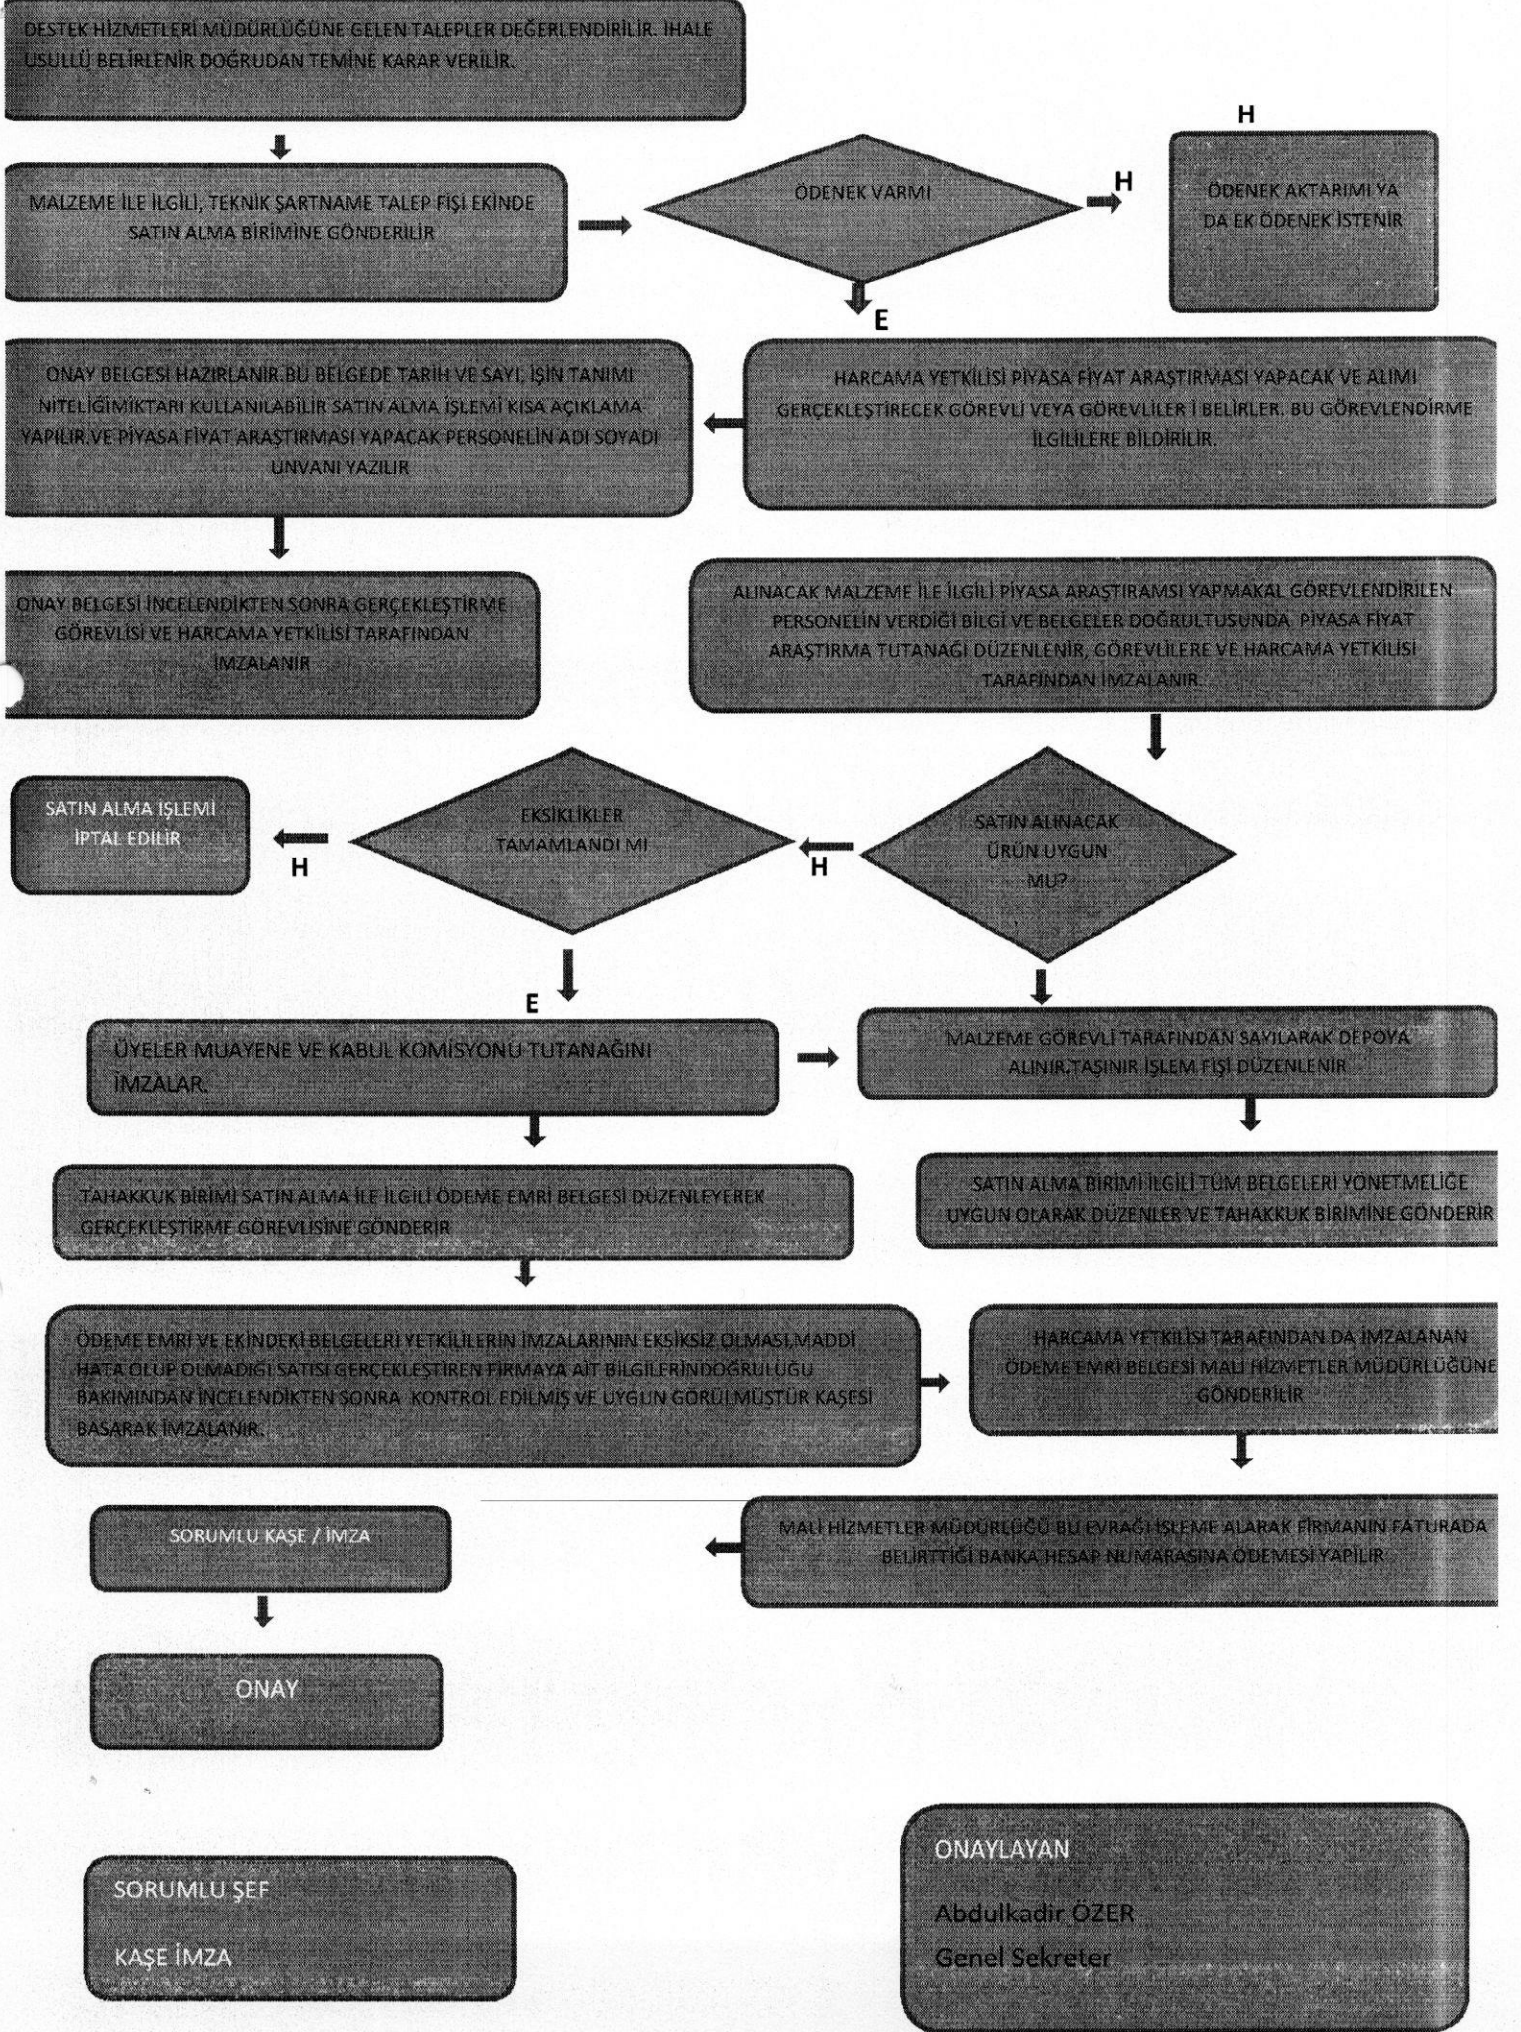 DESTEK HİZMETLERİ MÜDÜRLÜĞÜNE GELEN TALEPLER DEĞERLENDİRİLİR. İHALE
USULLÜ BELİRLENİR DOĞRUDAN TEMİNE KARAR VERİLİR.
MALZEME İLE İLGİLİ, TEKNİK ŞARTNAME TALEP FİŞİ EKİNDE
SATIN ALMA BİRİMİNE GÖNDERİLİR
ÖDENEK VARMI
H
H
ÖDENEK AKTARIMI YA
DA EK ÖDENEK İSTENİR
E
HARCAMA YETKİLİSİ PİYASA FİYAT ARAŞTIRMASI YAPACAK VE ALIMI
GERÇEKLEŞTİRECEK GÖREVLİ VEYA GÖREVLİLER İ BELİRLER. BU GÖREVLENDİRME
İLGİLİLERE BİLDİRİLİR.
ONAY BELGESİ HAZIRLANIR.BU BELGEDE TARİH VE SAYI, İŞİN TANIMI
NİTELİĞİMİKTARI KULLANILABİLİR SATIN ALMA İŞLEMİ KISA AÇIKLAMA
YAPILIR.VE PİYASA FİYAT ARAŞTIRMASI YAPACAK PERSONELİN ADI SOYADI
UNVANI YAZILIR
ONAY BELGESİ İNCELENDİKTEN SONRA GERÇEKLEŞTİRME
GÖREVLİSİ VE HARCAMA YETKİLİSİ TARAFINDAN
İMZALANIR
ALINACAK MALZEME İLE İLGİLİ PİYASA ARAŞTIRAMSI YAPMAKAL GÖREVLENDİRİLEN
PERSONELİN VERDİĞİ BİLGİ VE BELGELER DOĞRULTUSUNDA PİYASA FİYAT
ARAŞTIRMA TUTANAĞI DÜZENLENİR, GÖREVLİLERE VE HARCAMA YETKİLİSİ
TARAFINDAN İMZALANIR.
SATIN ALINACAK
ÜRÜN UYGUN
MU?
H
EKSİKLİKLER
TAMAMLANDI MI
H
SATIN ALMA İŞLEMİ
İPTAL EDİLİR
E
ÜYELER MUAYENE VE KABUL KOMİSYONU TUTANAĞINI
İMZALAR.
MALZEME GÖREVLİ TARAFINDAN SAYILARAK DEPOYA
ALINIR.TAŞINIR İŞLEM FİŞİ DÜZENLENİR
SATIN ALMA BİRİMİ İLGİLİ TÜM BELGELERİ YÖNETMELİĞE
UYGUN OLARAK DÜZENLER VE TAHAKKUK BİRİMİNE GÖNDERİR
TAHAKKUK BİRİMİ SATIN ALMA İLE İLGİLİ ÖDEME EMRİ BELGESİ DÜZENLEYEREK
GERÇEKLEŞTİRME GÖREVLİSİNE GÖNDERİR
ÖDEME EMRİ VE EKİNDEKİ BELGELERİ YETKİLİLERİN İMZALARININ EKSİKSİZ OLMASI,MADDİ
HATA OLUP OLMADIĞI SATISI GERÇEKLEŞTİREN FİRMAYA AİT BİLGİLERİNDOĞRULUĞU
BAKIMINDAN İNCELENDİKTEN SONRA KONTROL EDİLMİŞ VE UYGUN GÖRÜLMÜŞTÜR KAŞESİ
BASARAK İMZALANIR.
HARCAMA YETKİLİSİ TARAFINDAN DA İMZALANAN
ÖDEME EMRİ BELGESİ MALİ HİZMETLER MÜDÜRLÜĞÜNE
GÖNDERİLİR
MALİ HİZMETLER MÜDÜRLÜĞÜ BU EVRAĞI İŞLEME ALARAK FİRMANIN FATURADA
BELİRTTİĞİ BANKA HESAP NUMARASINA ÖDEMESİ YAPILIR
SORUMLU KAŞE / İMZA
ONAY
SORUMLU ŞEF
KAŞE İMZA
ONAYLAYAN
Abdulkadir ÖZER
Genel Sekreter